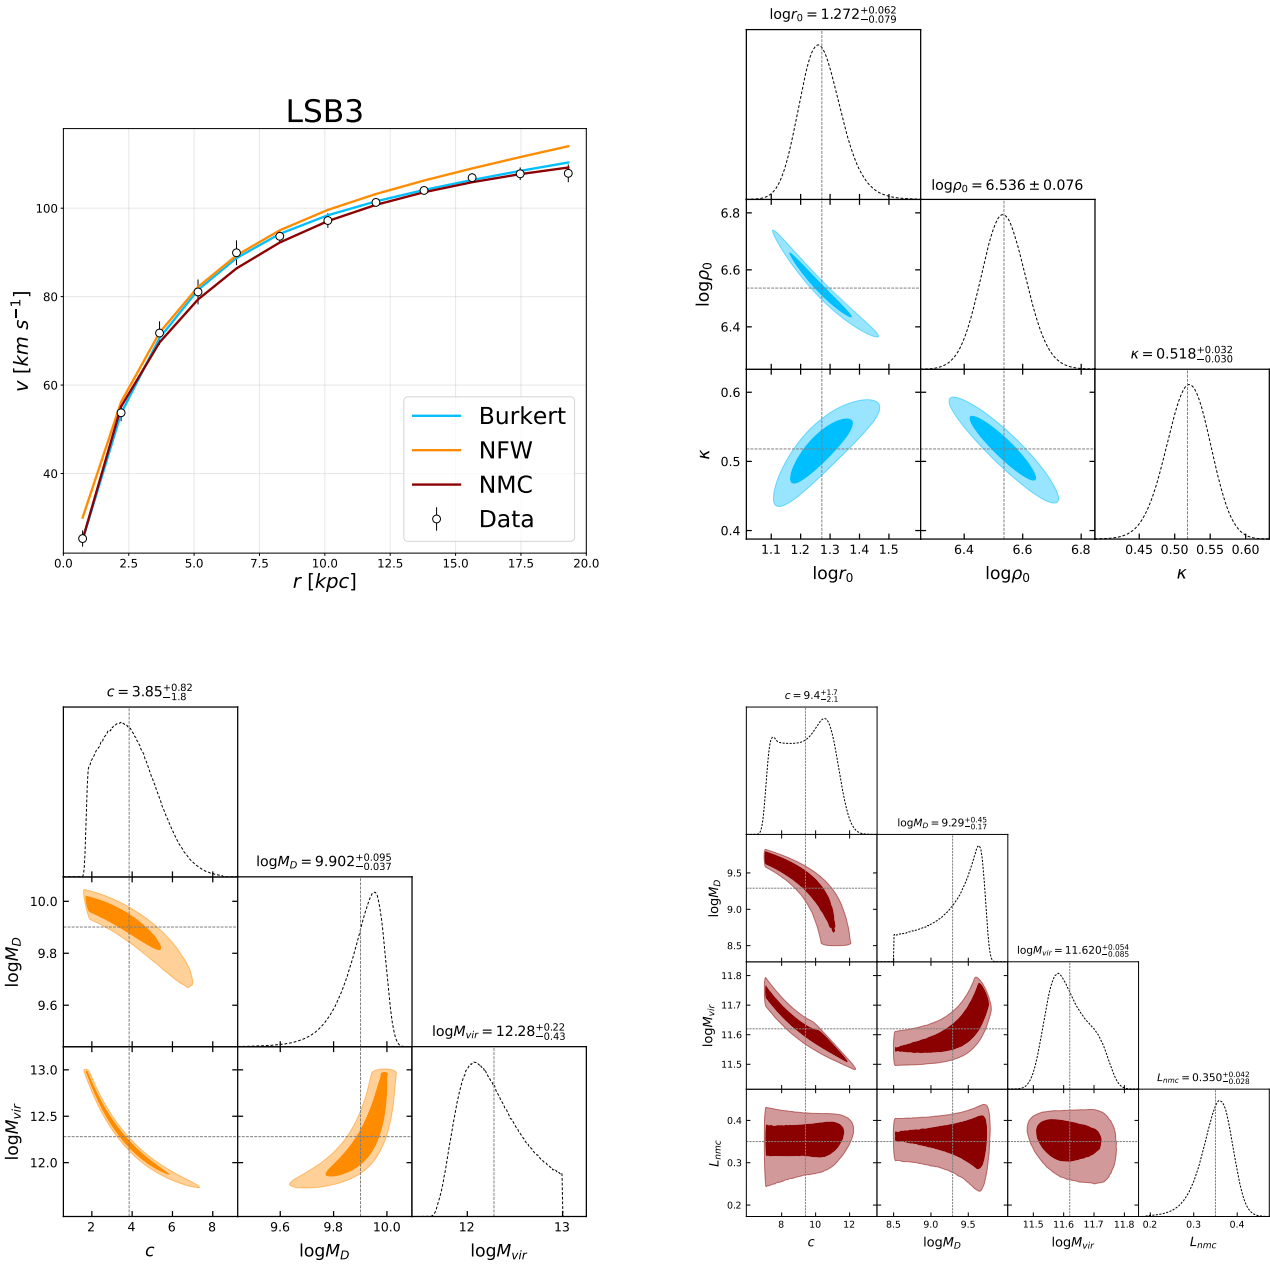 LSB3
v [km s⁻¹]
100
80
60
40
0.0 2.5 5.0 7.5 10.0 12.5 15.0 17.5 20.0
r [kpc]
Burkert
NFW
NMC
Data
logr₀ = 1.272+0.062−0.079
logρ₀ = 6.536 ± 0.076
κ = 0.518+0.032−0.030
logρ₀
6.8
6.6
6.4
κ
0.6
0.5
0.4
1.1 1.2 1.3 1.4 1.5
6.4 6.6 6.8
0.45 0.50 0.55 0.60
logr₀
logρ₀
κ
c = 3.85+0.82−1.8
logM_D = 9.902+0.095−0.037
logM_vir = 12.28+0.22−0.43
logM_D
10.0
9.8
9.6
logM_vir
13.0
12.5
12.0
2 4 6 8
9.6 9.8 10.0
12 13
c
logM_D
logM_vir
c = 9.4+1.7−2.1
logM_D = 9.29+0.45−0.17
logM_vir = 11.620+0.054−0.085
L_nmc = 0.350+0.042−0.028
logM_D
9.5
9.0
8.5
logM_vir
11.8
11.7
11.6
11.5
L_nmc
0.4
0.3
0.2
8 10 12
8.5 9.0 9.5
11.5 11.6 11.7 11.8
0.2 0.3 0.4
c
logM_D
logM_vir
L_nmc